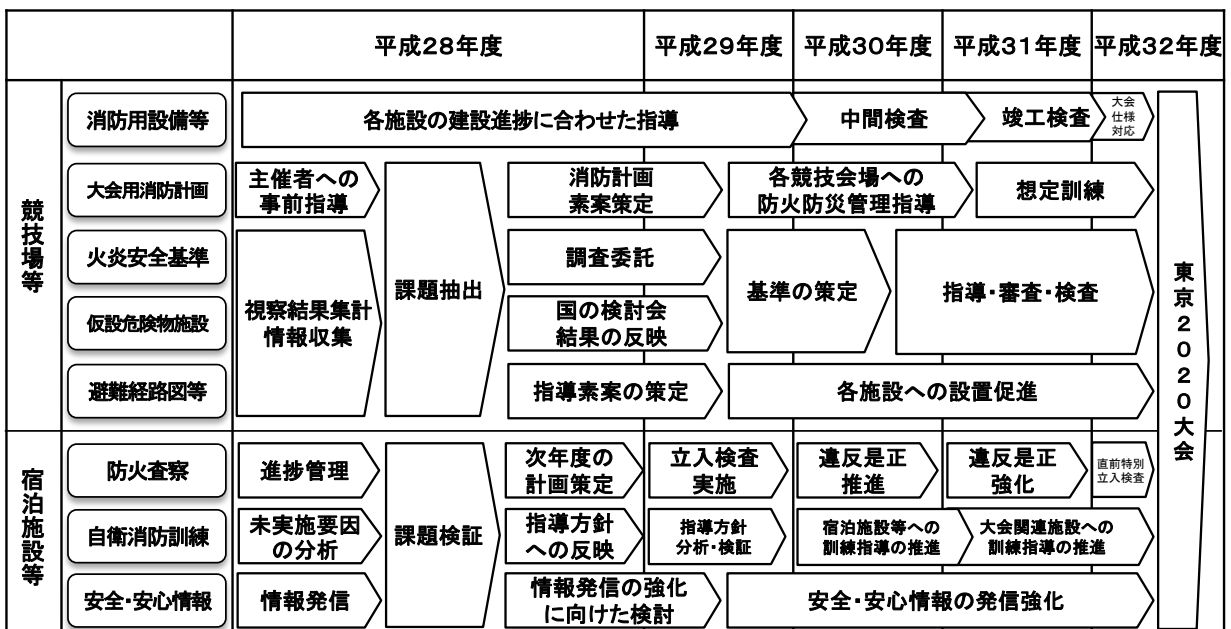 平成28年度
平成29年度
平成30年度
平成31年度
平成32年度
競技場等
消防用設備等
各施設の建設進捗に合わせた指導
中間検査
竣工検査
大会
仕様
対応
大会用消防計画
主催者への
事前指導
消防計画
素案策定
各競技会場への
防火防災管理指導
想定訓練
火炎安全基準
仮設危険物施設
避難経路図等
視察結果集計
情報収集
課題抽出
調査委託
国の検討会
結果の反映
基準の策定
指導・審査・検査
指導素案の策定
各施設への設置促進
宿泊施設等
防火査察
進捗管理
次年度の
計画策定
立入検査
実施
違反是正
推進
違反是正
強化
直前特別
立入検査
自衛消防訓練
未実施要因
の分析
課題検証
指導方針
への反映
指導方針
分析・検証
宿泊施設等への
訓練指導の推進
大会関連施設への
訓練指導の推進
安全・安心情報
情報発信
情報発信の強化
に向けた検討
安全・安心情報の発信強化
東京2020大会